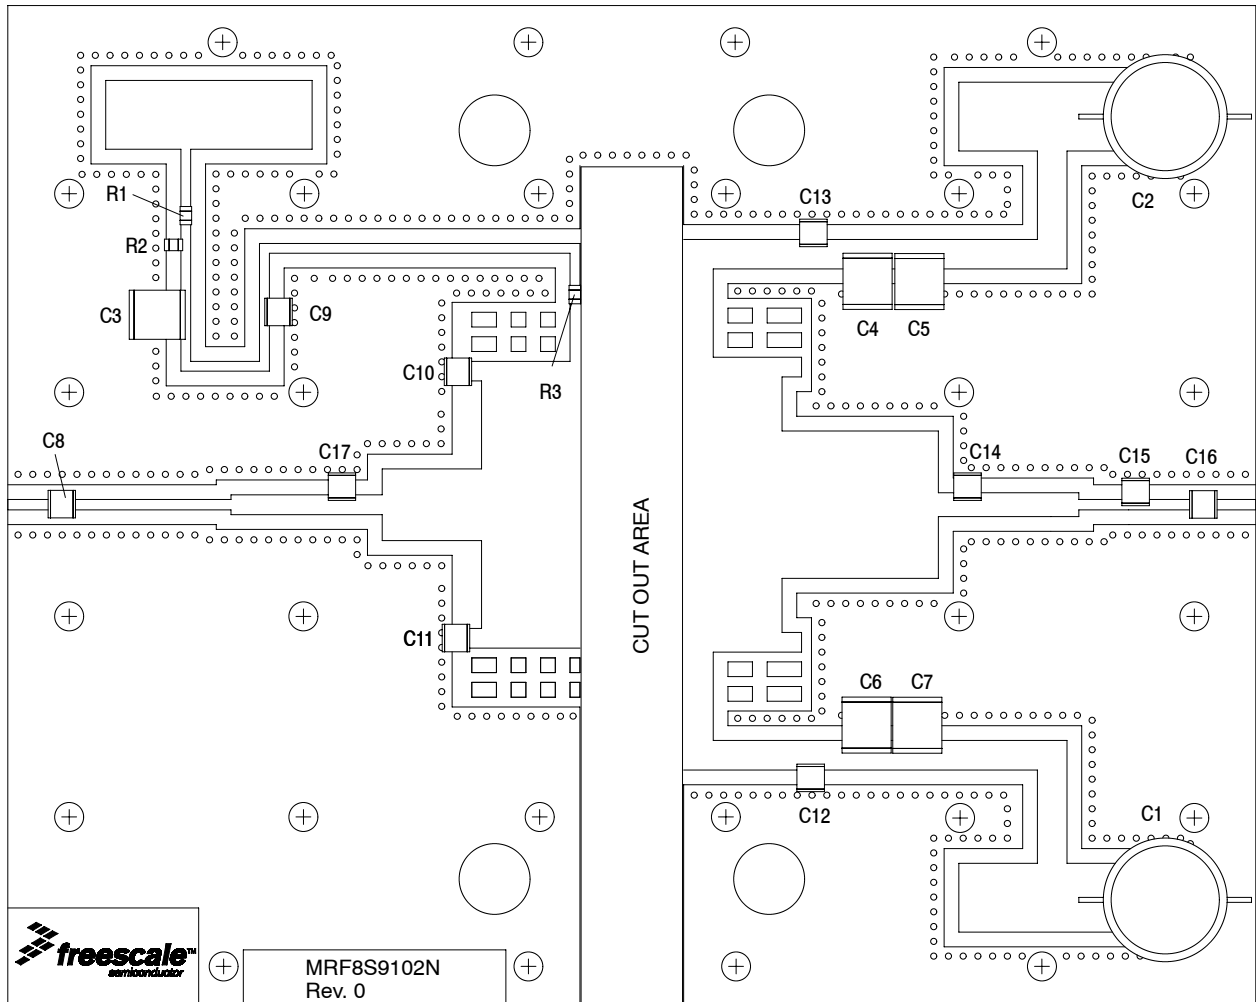 R1
C13
C2
R2
C3
C9
C4 C5
C10
R3
C8
C17
C14
C15 C16
CUT OUT AREA
C11
C6 C7
C12
C1
freescale™
semiconductor
MRF8S9102N
Rev. 0